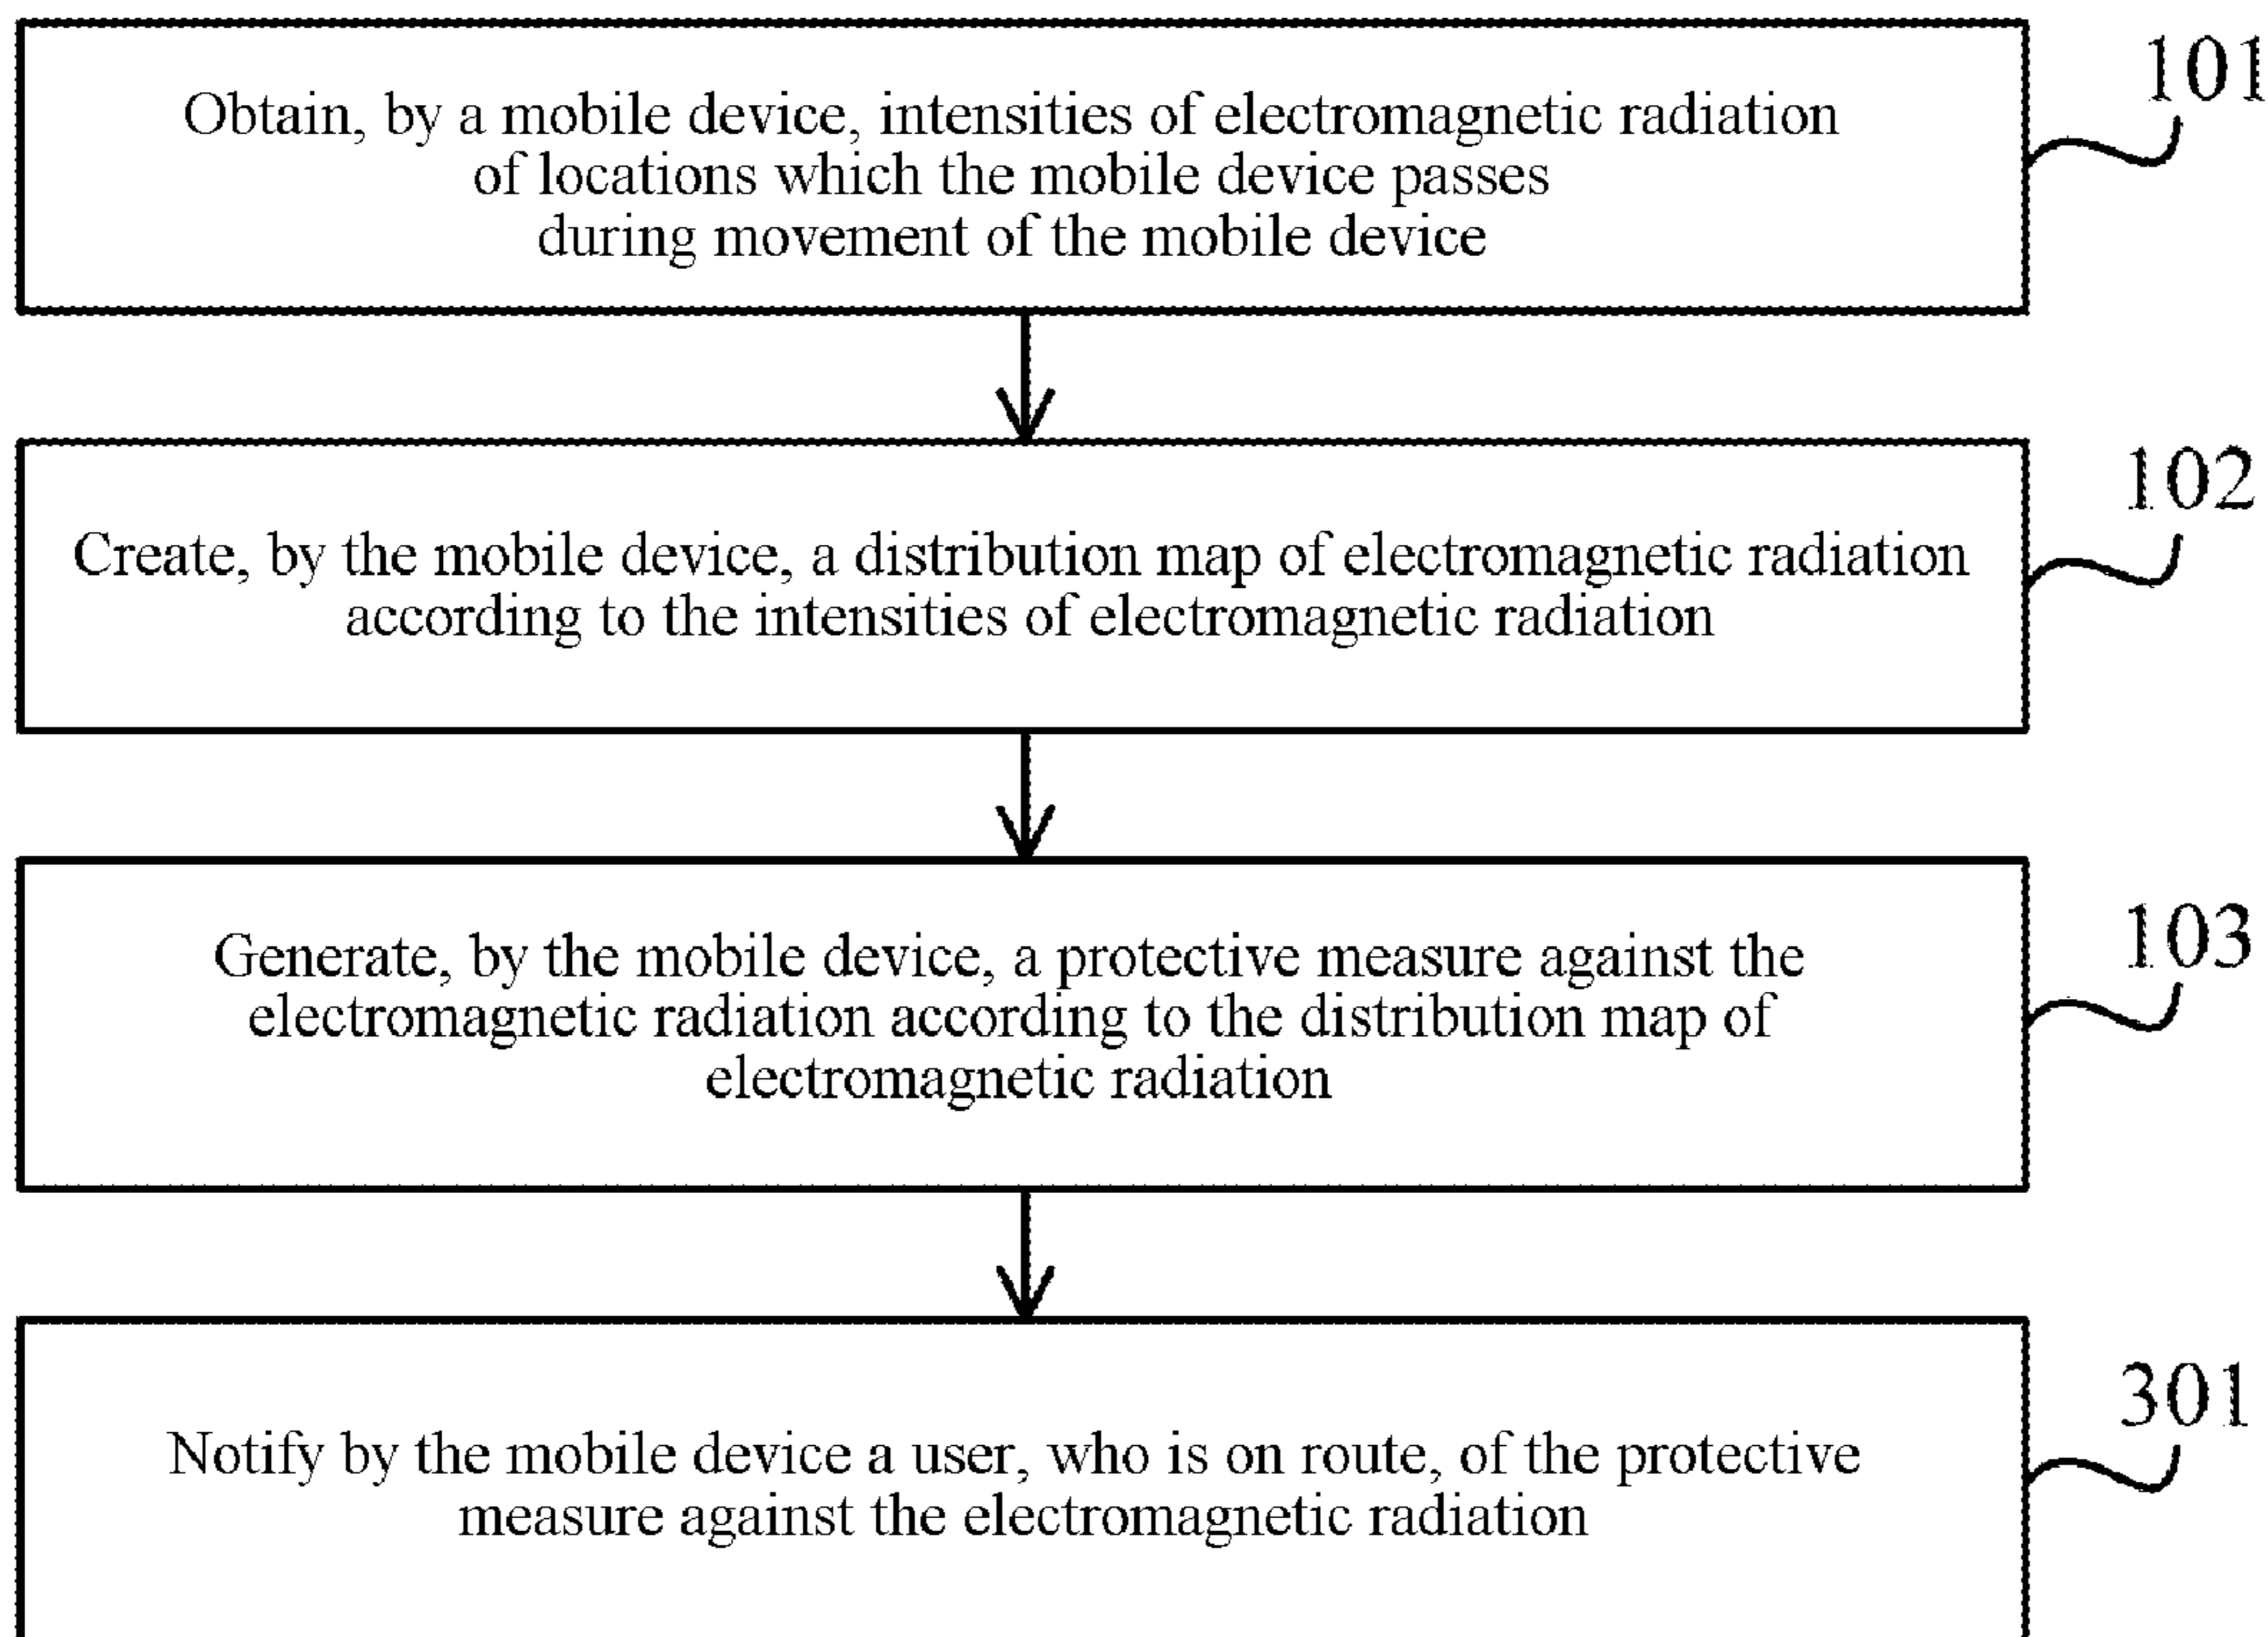 101
Obtain, by a mobile device, intensities of electromagnetic radiation
of locations which the mobile device passes
during movement of the mobile device
102
Create, by the mobile device, a distribution map of electromagnetic radiation
according to the intensities of electromagnetic radiation
103
Generate, by the mobile device, a protective measure against the
electromagnetic radiation according to the distribution map of
electromagnetic radiation
301
Notify by the mobile device a user, who is on route, of the protective
measure against the electromagnetic radiation